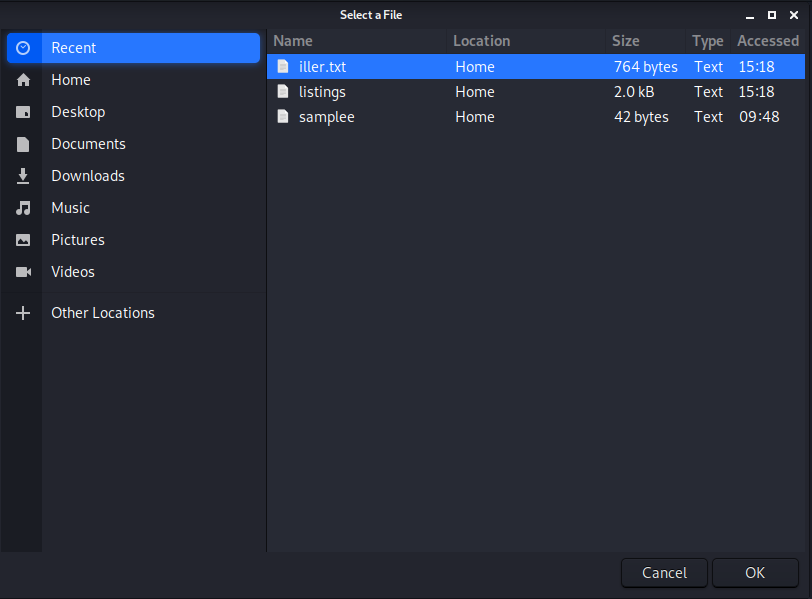 Select a File
Recent
Home
Desktop
Documents
Downloads
Music
Pictures
Videos
Other Locations
Name Location Size Type Accessed
iller.txt Home 764 bytes Text 15:18
listings Home 2.0 kB Text 15:18
samplee Home 42 bytes Text 09:48
Cancel OK